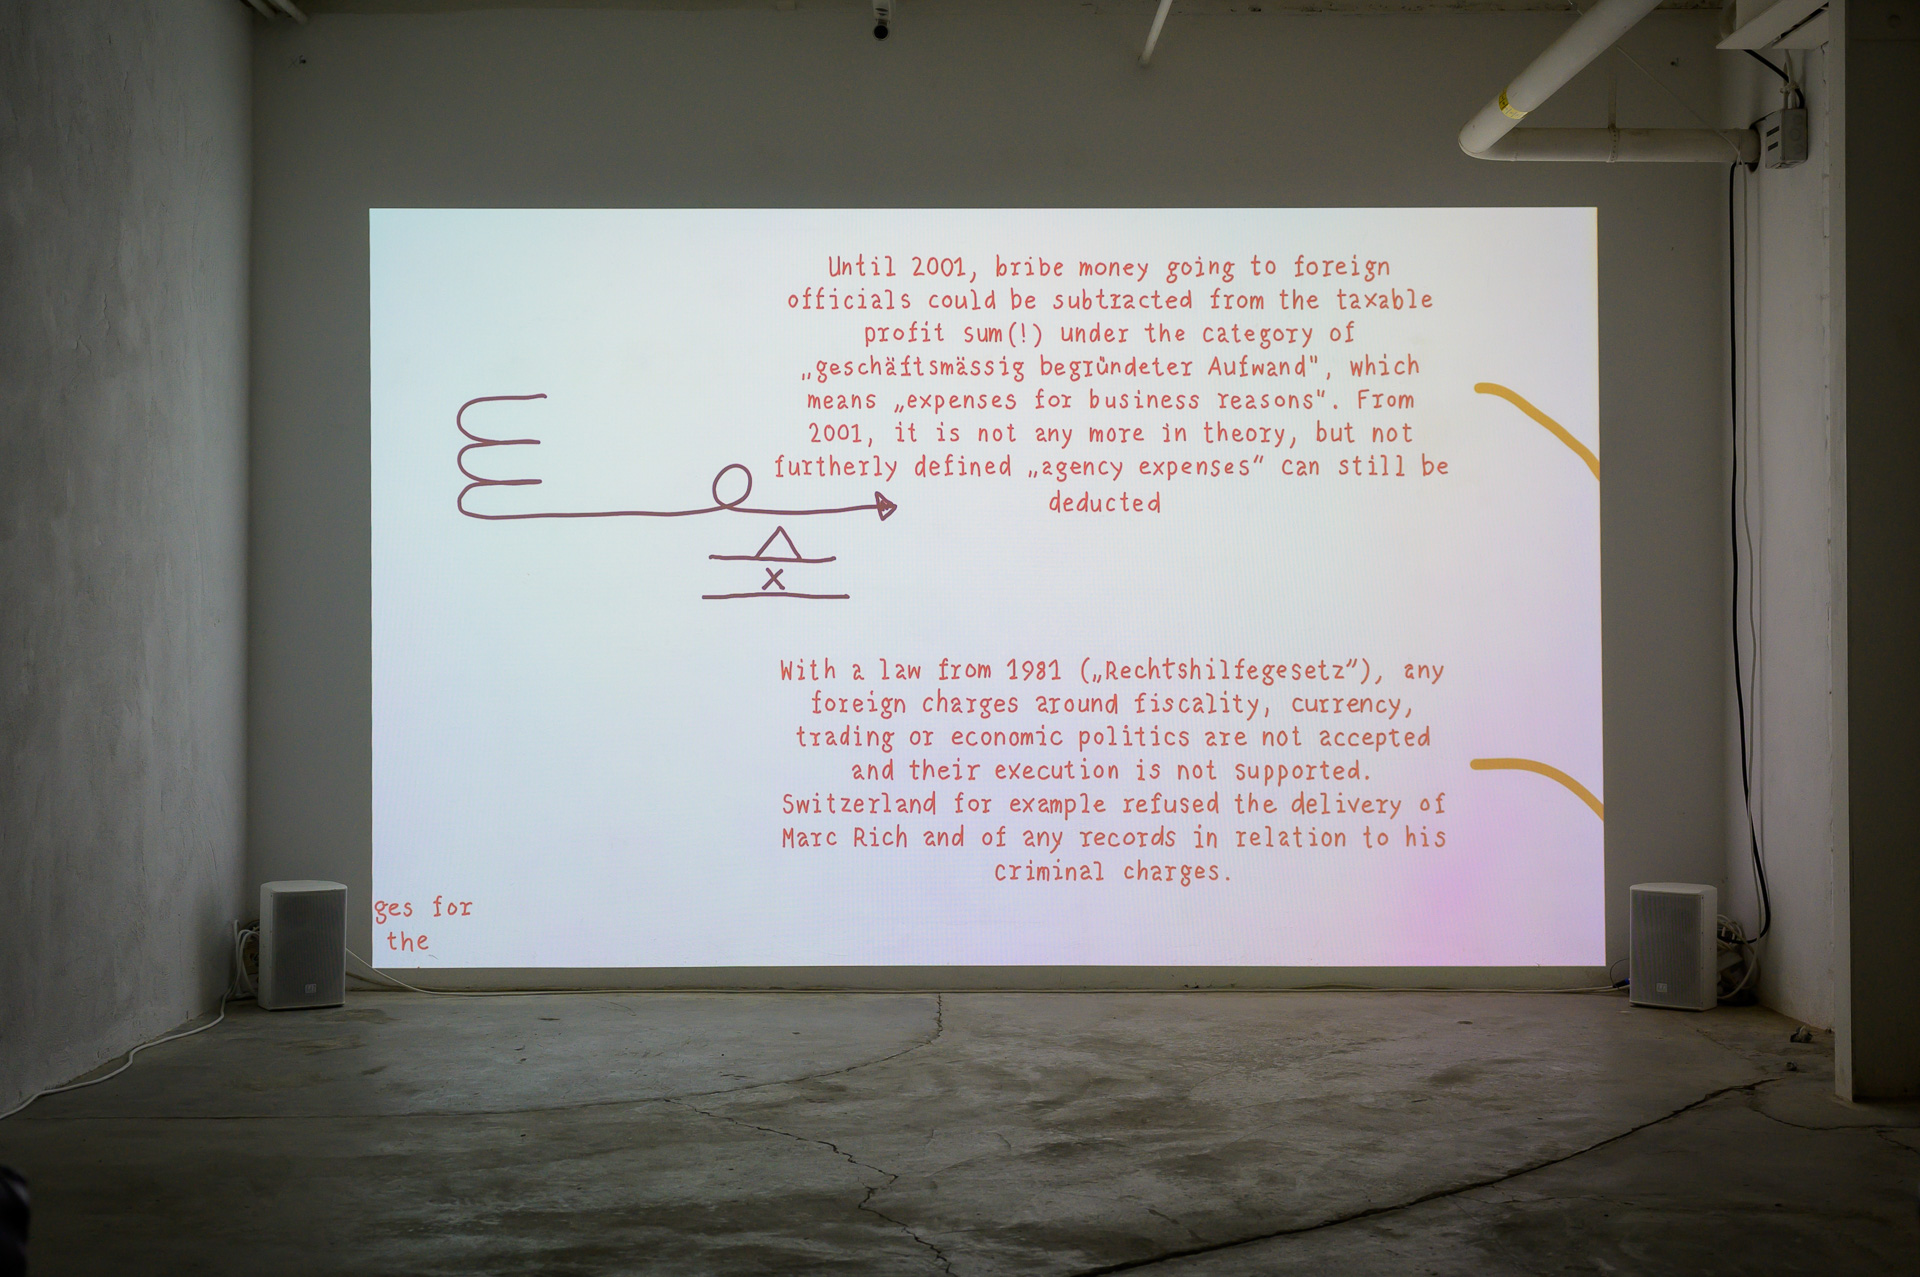 Until 2001, bribe money going to foreign
officials could be subtracted from the taxable
profit sum(!) under the category of
„geschäftsmässig begründeter Aufwand", which
means „expenses for business reasons". From
2001, it is not any more in theory, but not
furtherly defined „agency expenses" can still be
deducted
x
With a law from 1981 („Rechtshilfegesetz"), any
foreign charges around fiscality, currency,
trading or economic politics are not accepted
and their execution is not supported.
Switzerland for example refused the delivery of
Marc Rich and of any records in relation to his
criminal charges.
ges for
the